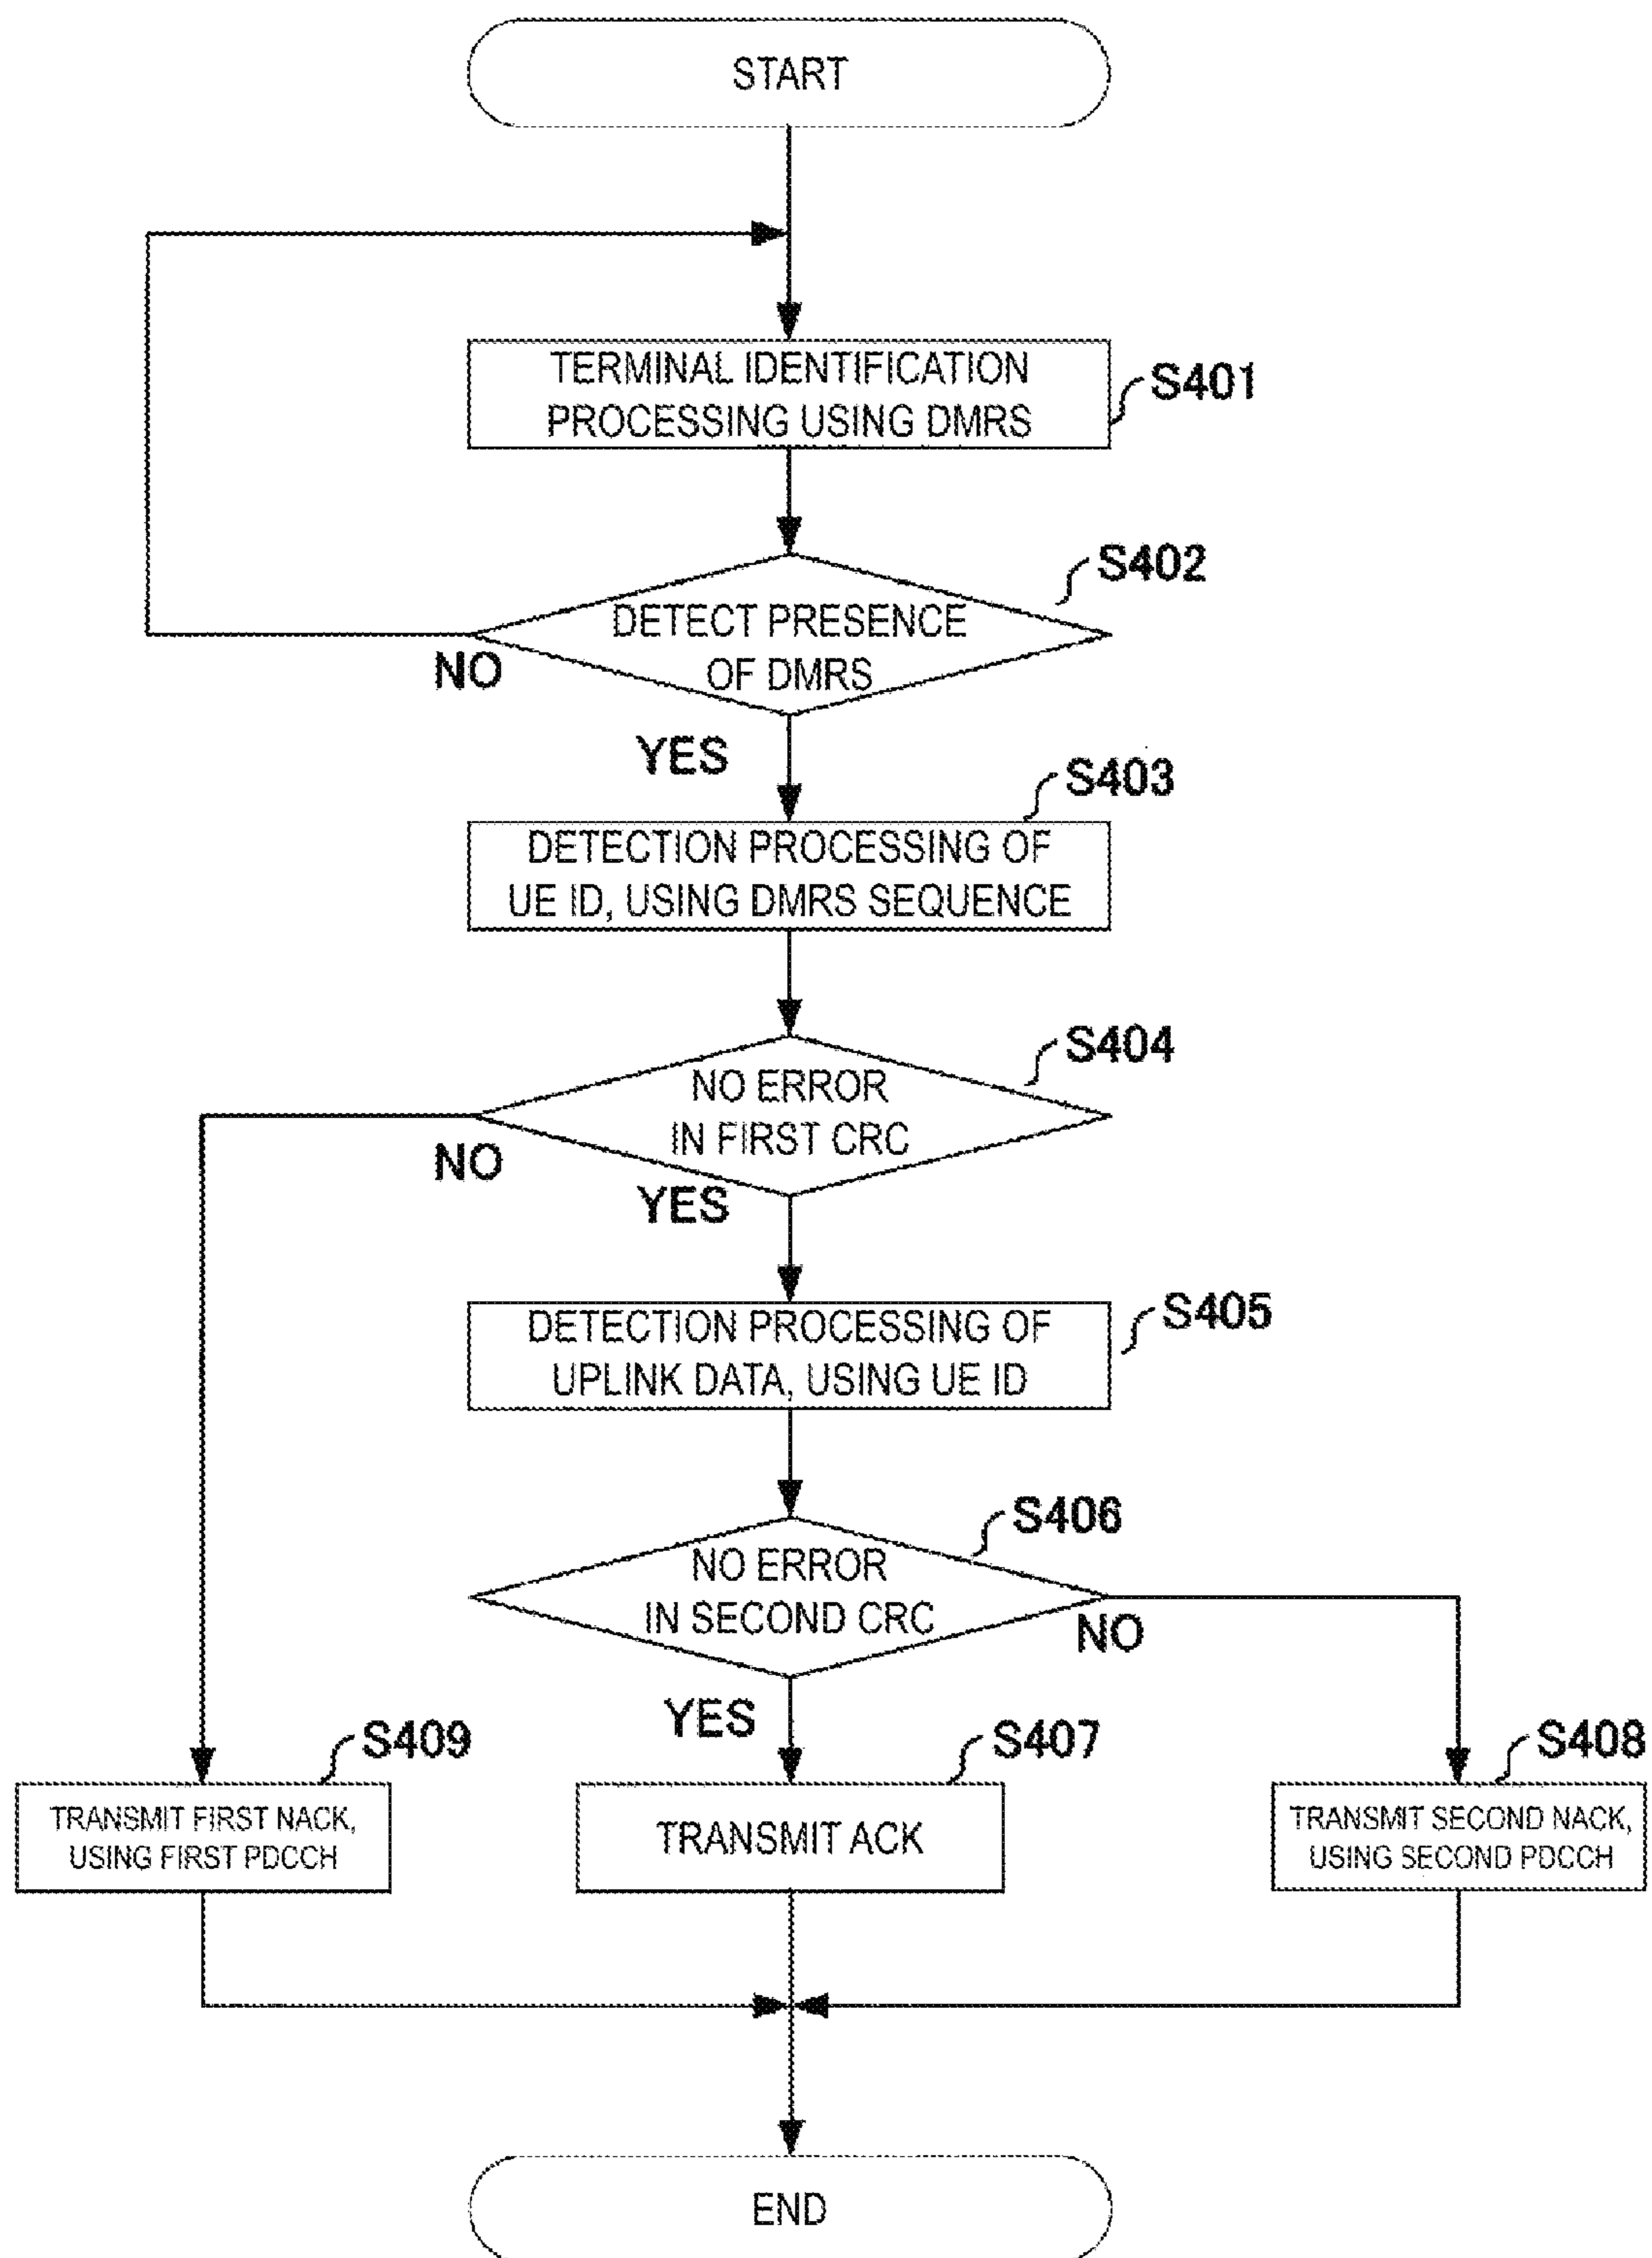 START
TERMINAL IDENTIFICATION
PROCESSING USING DMRS
S401
S402
DETECT PRESENCE
OF DMRS
NO
YES
S403
DETECTION PROCESSING OF
UE ID, USING DMRS SEQUENCE
S404
NO ERROR
IN FIRST CRC
NO
YES
S405
DETECTION PROCESSING OF
UPLINK DATA, USING UE ID
S406
NO ERROR
IN SECOND CRC
NO
YES
S409
S407
S408
TRANSMIT FIRST NACK,
USING FIRST PDCCH
TRANSMIT ACK
TRANSMIT SECOND NACK,
USING SECOND PDCCH
END